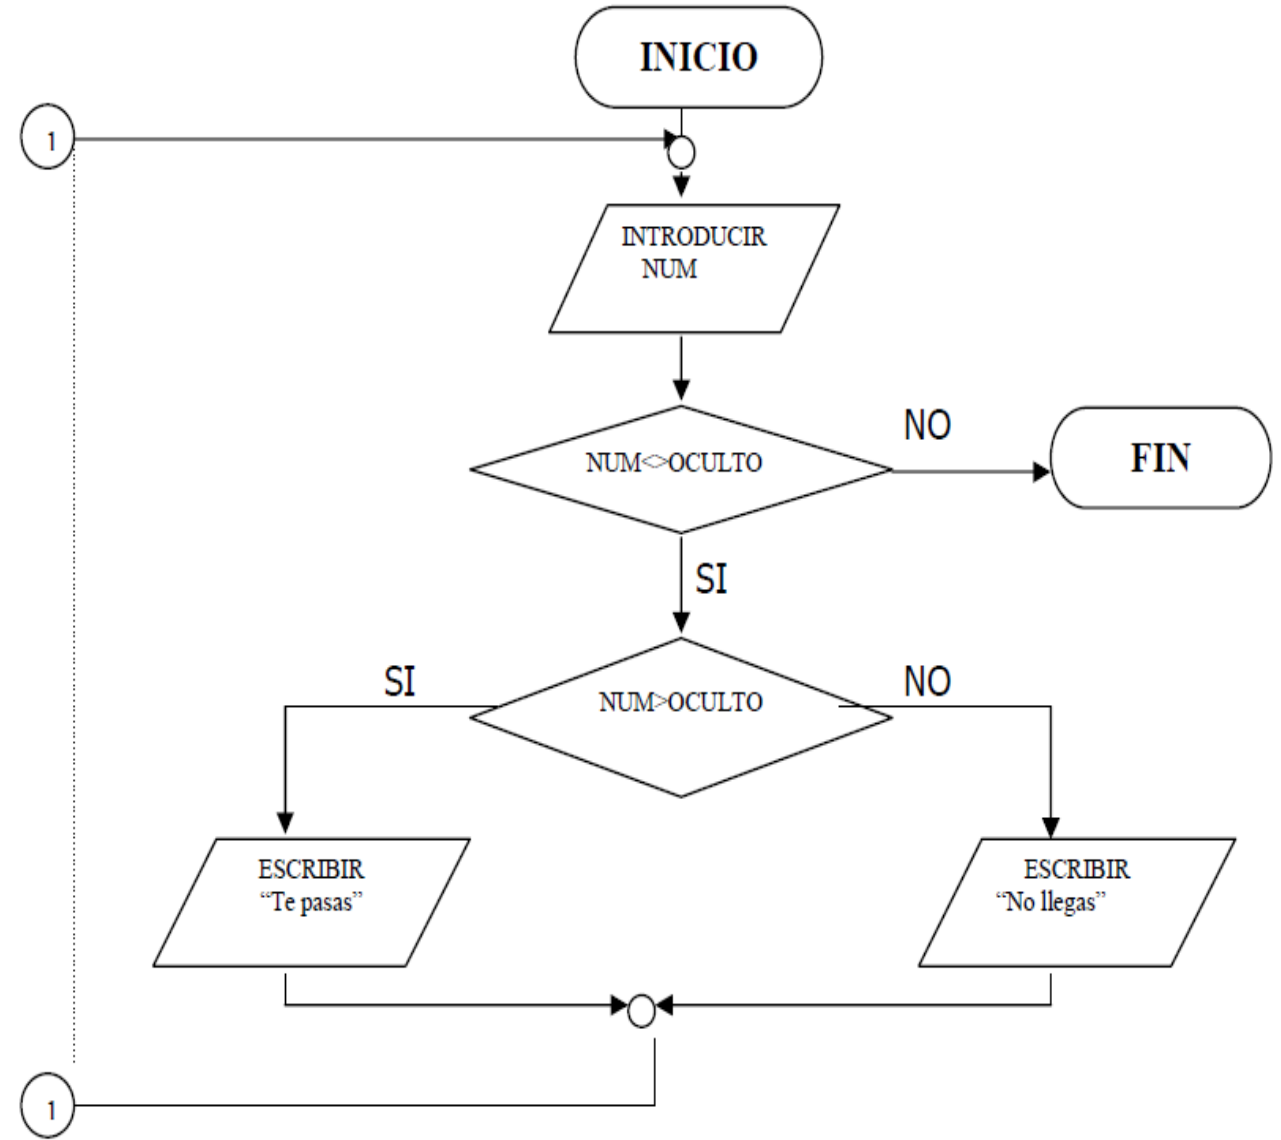 INICIO
1
INTRODUCIR
NUM
NUM<>OCULTO
NO
FIN
SI
NUM>OCULTO
SI
NO
ESCRIBIR
“Te pasas”
ESCRIBIR
“No llegas”
1